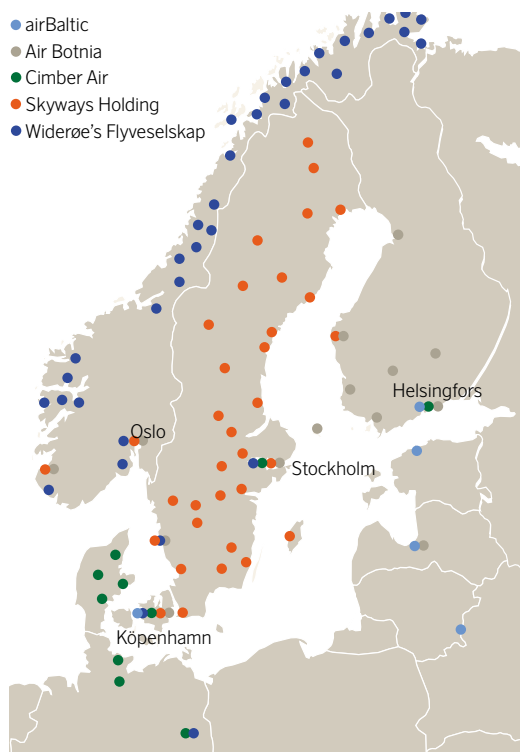 airBaltic
Air Botnia
Cimber Air
Skyways Holding
Widerøe's Flyveselskap
Helsingfors
Oslo
Stockholm
Köpenhamn